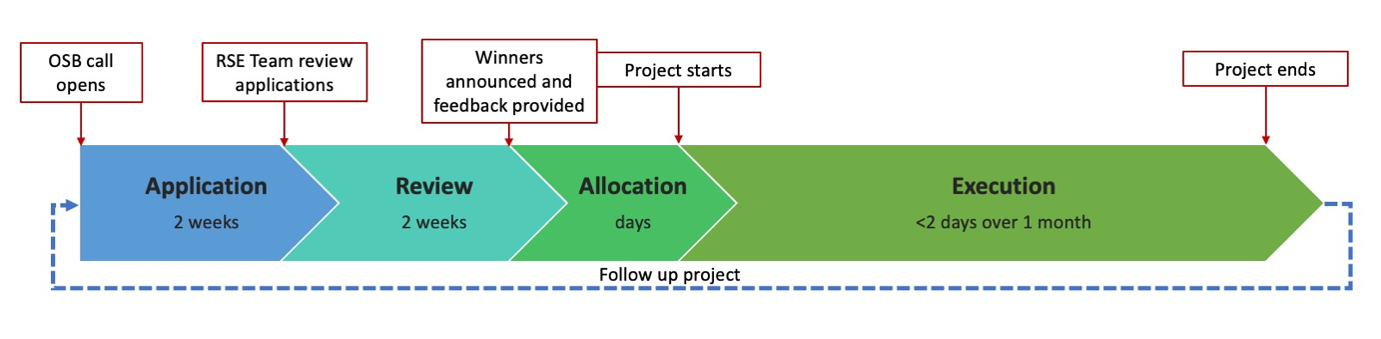 OSB call
opens
RSE Team review
applications
Winners
announced and
feedback provided
Project starts
Project ends
Application
2 weeks
Review
2 weeks
Allocation
days
Execution
<2 days over 1 month
Follow up project